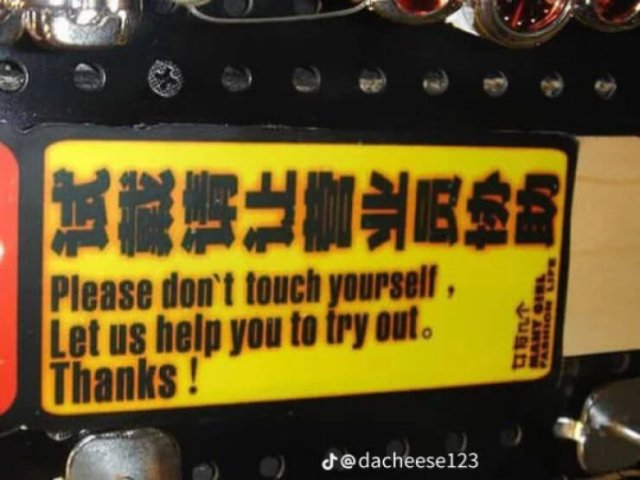 试戴请让营业员协助
Please don`t touch yourself,
Let us help you to try out。
Thanks!
MANY GIRL
FASHION LIFE
@dacheese123